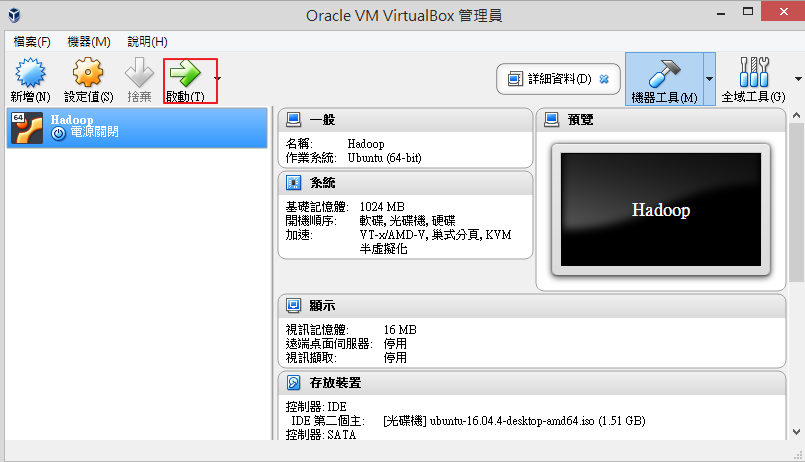 Oracle VM VirtualBox 管理員
檔案(F) 機器(M) 說明(H)
新增(N) 設定值(S) 捨棄 啟動(T) 詳細資料(D) 機器工具(M) 全域工具(G)
64 Hadoop
電源關閉
一般
名稱: Hadoop
作業系統: Ubuntu (64-bit)
預覽
Hadoop
系統
基礎記憶體: 1024 MB
開機順序: 軟碟, 光碟機, 硬碟
加速: VT-x/AMD-V, 巢式分頁, KVM
半虛擬化
顯示
視訊記憶體: 16 MB
遠端桌面伺服器: 停用
視訊擷取: 停用
存放裝置
控制器: IDE
IDE 第二個主: [光碟機] ubuntu-16.04.4-desktop-amd64.iso (1.51 GB)
控制器: SATA